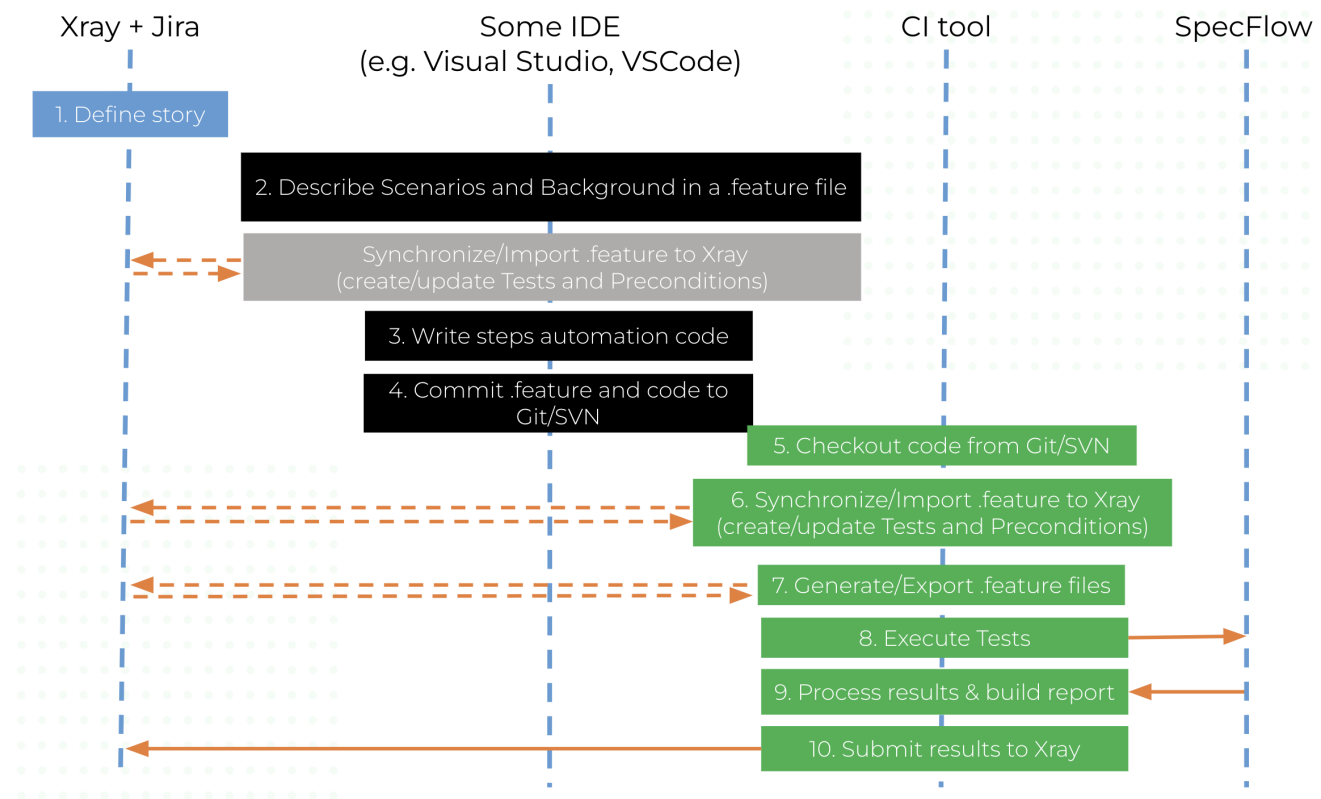 Xray + Jira
Some IDE
(e.g. Visual Studio, VSCode)
CI tool
SpecFlow
1. Define story
2. Describe Scenarios and Background in a .feature file
Synchronize/Import .feature to Xray
(create/update Tests and Preconditions)
3. Write steps automation code
4. Commit .feature and code to
Git/SVN
5. Checkout code from Git/SVN
6. Synchronize/Import .feature to Xray
(create/update Tests and Preconditions)
7. Generate/Export .feature files
8. Execute Tests
9. Process results & build report
10. Submit results to Xray